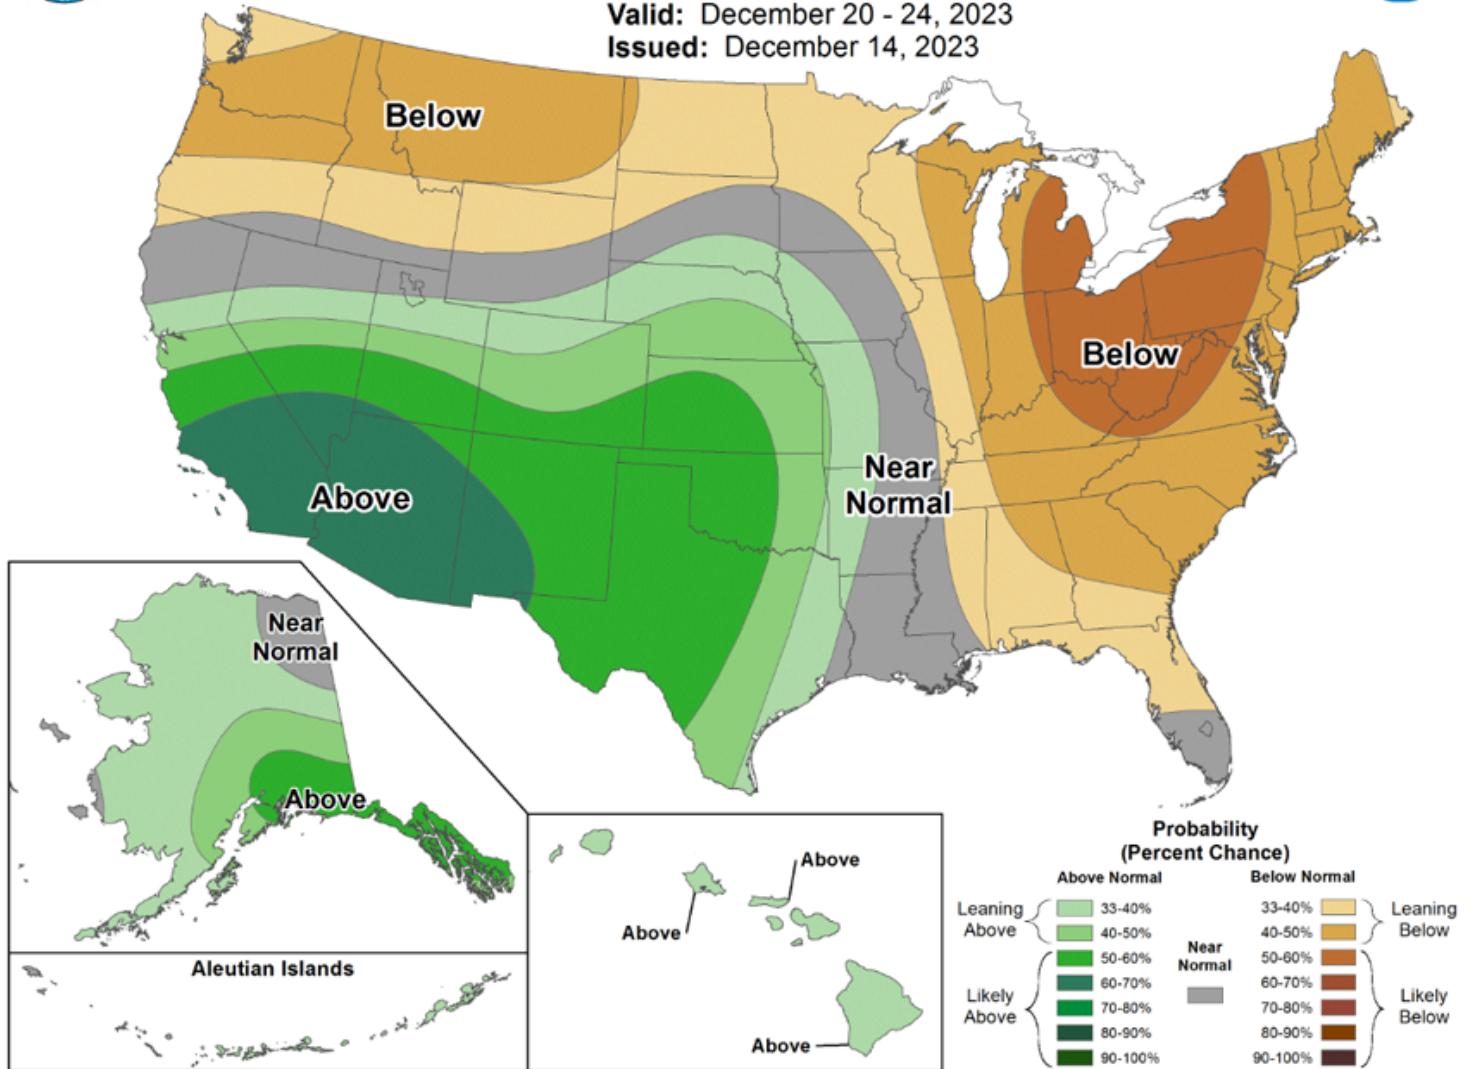 Valid: December 20 - 24, 2023
Issued: December 14, 2023
Below
Below
Above
Near
Normal
Near
Normal
Above
Aleutian Islands
Above
Above
Above
Probability
(Percent Chance)
Above Normal
Below Normal
Leaning
Above
33-40%
40-50%
Likely
Above
50-60%
60-70%
70-80%
80-90%
90-100%
Near
Normal
33-40%
40-50%
Leaning
Below
50-60%
60-70%
70-80%
80-90%
90-100%
Likely
Below